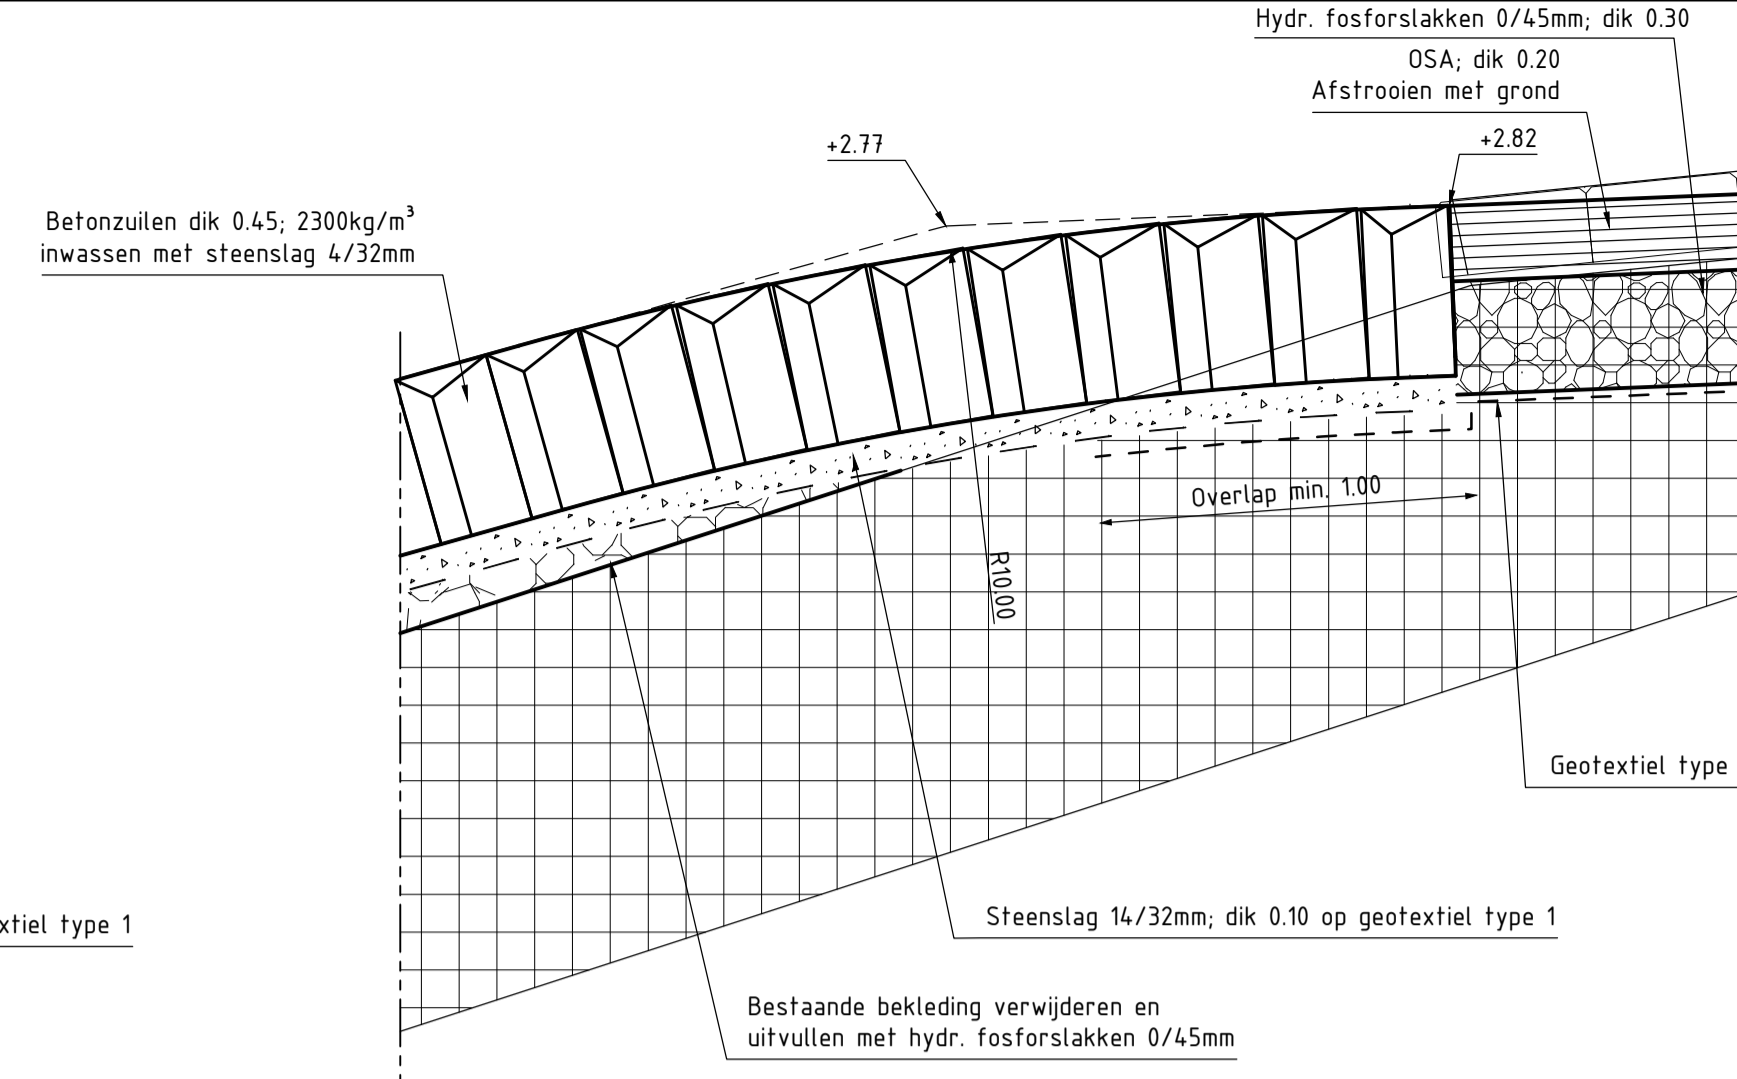 Hydr. fosforslakken 0/45mm; dik 0.30
OSA; dik 0.20
Afstrooien met grond
+2.77
+2.82
Betonzuilen dik 0.45; 2300kg/m³
inwassen met steenslag 4/32mm
Overlap min. 1.00
R10.00
Geotextiel type
xtiel type 1
Steenslag 14/32mm; dik 0.10 op geotextiel type 1
Bestaande bekleding verwijderen en
uitvullen met hydr. fosforslakken 0/45mm